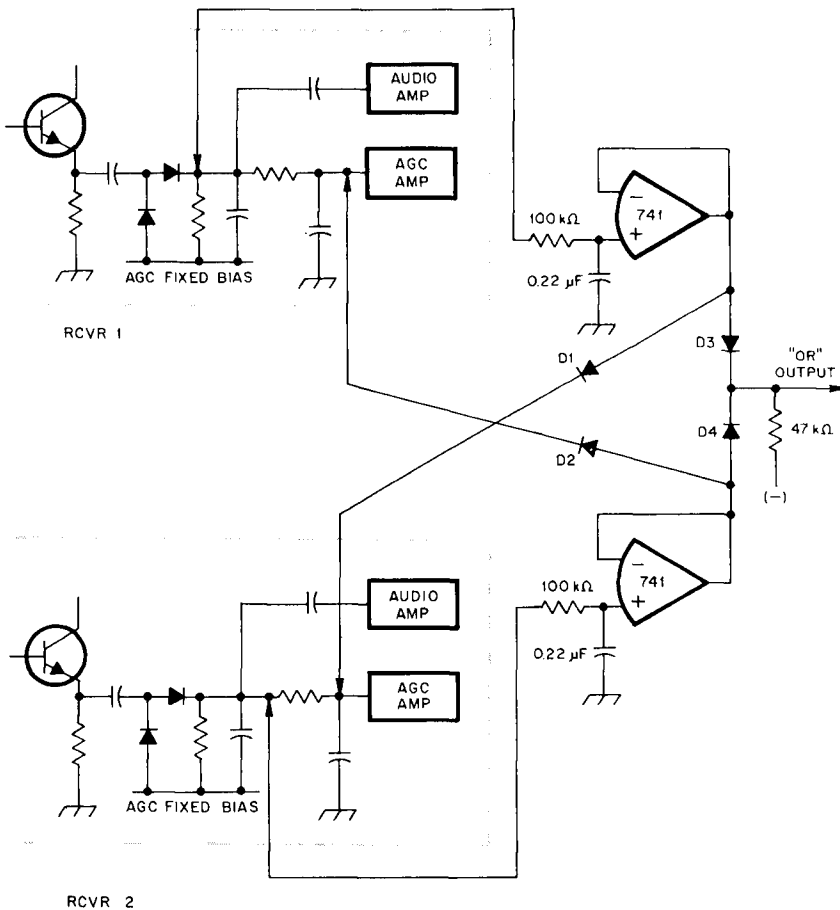 AUDIO
AMP
AGC
AMP
AGC FIXED BIAS
RCVR 1
100 kΩ
0.22 µF
−
741
+
D1
D2
D3
D4
"OR"
OUTPUT
47 kΩ
(−)
AUDIO
AMP
AGC
AMP
AGC FIXED BIAS
RCVR 2
100 kΩ
0.22 µF
−
741
+